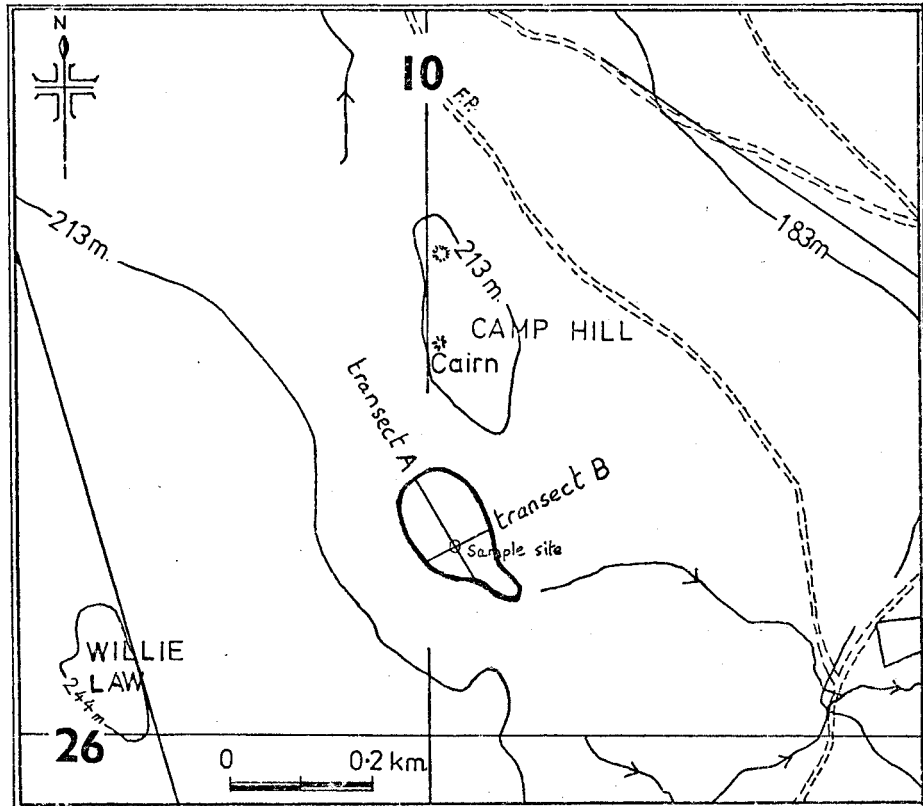 N
10
F.P.
213m.
183m
213m.
CAMP HILL
Cairn
transect A
transect B
Sample site
WILLIE
LAW
244m
26
0 0·2 km